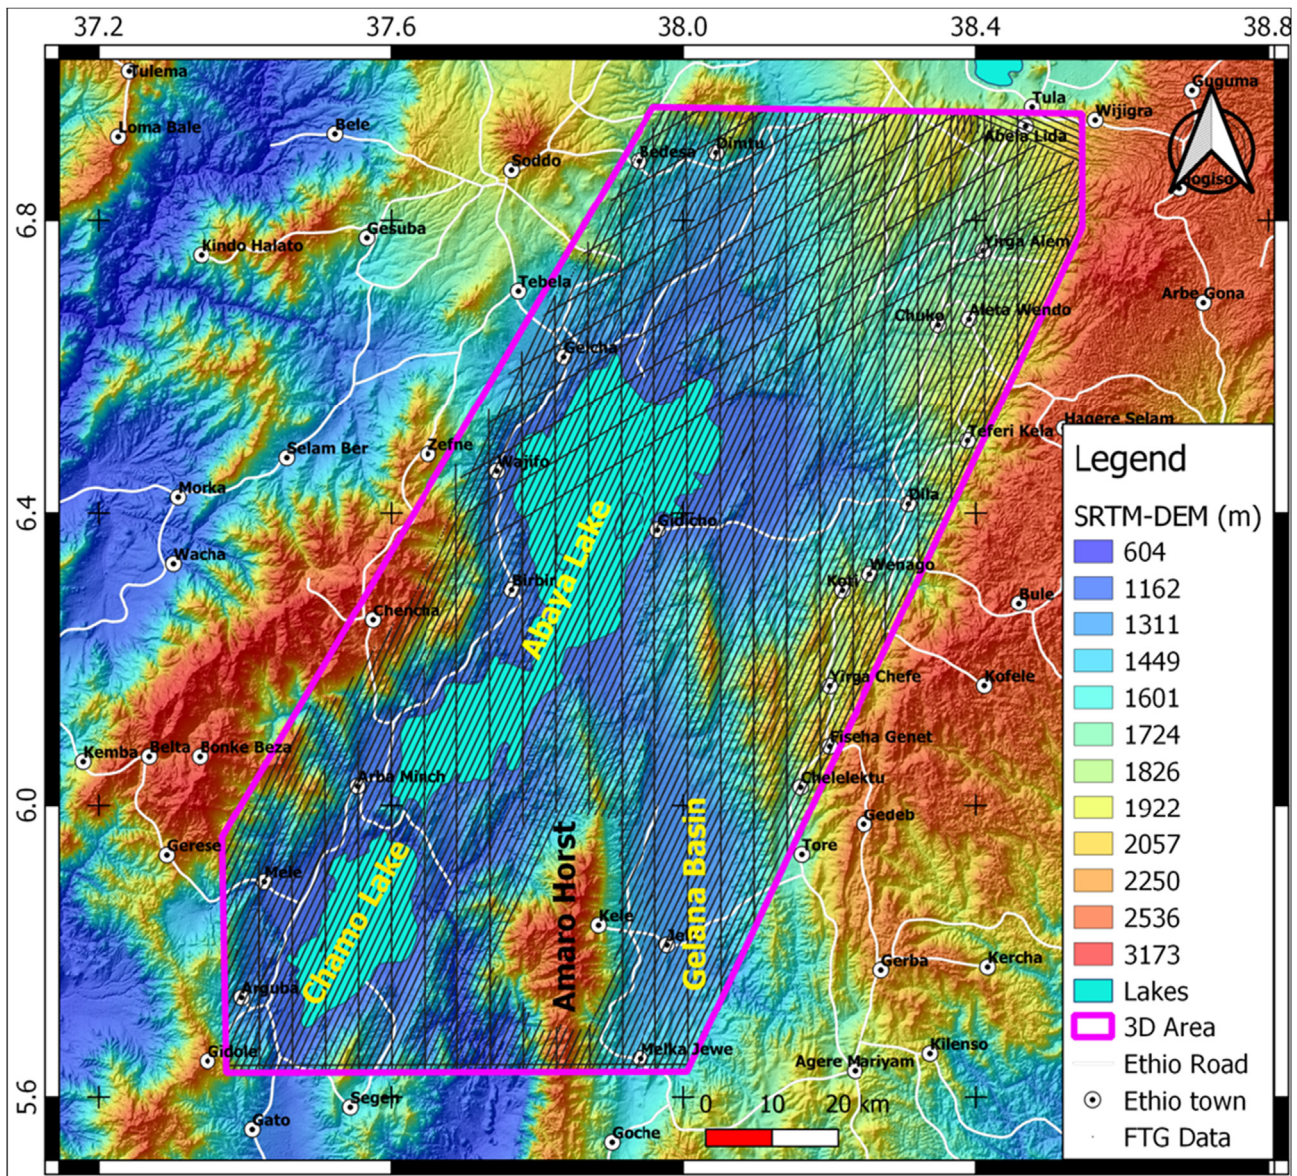 37.2
37.6
38.0
38.4
38.8
6.8
6.4
6.0
5.6
Tulema
Loma Bale
Bele
Soddo
Bedesa
Dimtu
Tula
Guguma
Wijigra
Abela Lida
Gesuba
Kindo Halato
Tebela
Yirga Alem
Arbe Gona
Chuko
Aleta Wendo
Gelcha
Hagere Selam
Teferi Kela
Zefne
Selam Ber
Wajifo
Morka
Dila
Gidicho
Wacha
Wenago
Koti
Birbir
Bule
Chencha
Abaya Lake
Yirga Chefe
Kofele
Fiseha Genet
Kemba
Belta
Bonke Beza
Arba Minch
Chelelektu
Gedeb
Tore
Gerese
Mele
Chamo Lake
Amaro Horst
Gelana Basin
Kele
Gerba
Kercha
Arguba
Gidole
Melka Jewe
Agere Mariyam
Kilenso
Segen
Gato
Goche
0 10 20 km
Legend
SRTM-DEM (m)
604
1162
1311
1449
1601
1724
1826
1922
2057
2250
2536
3173
Lakes
3D Area
Ethio Road
Ethio town
FTG Data